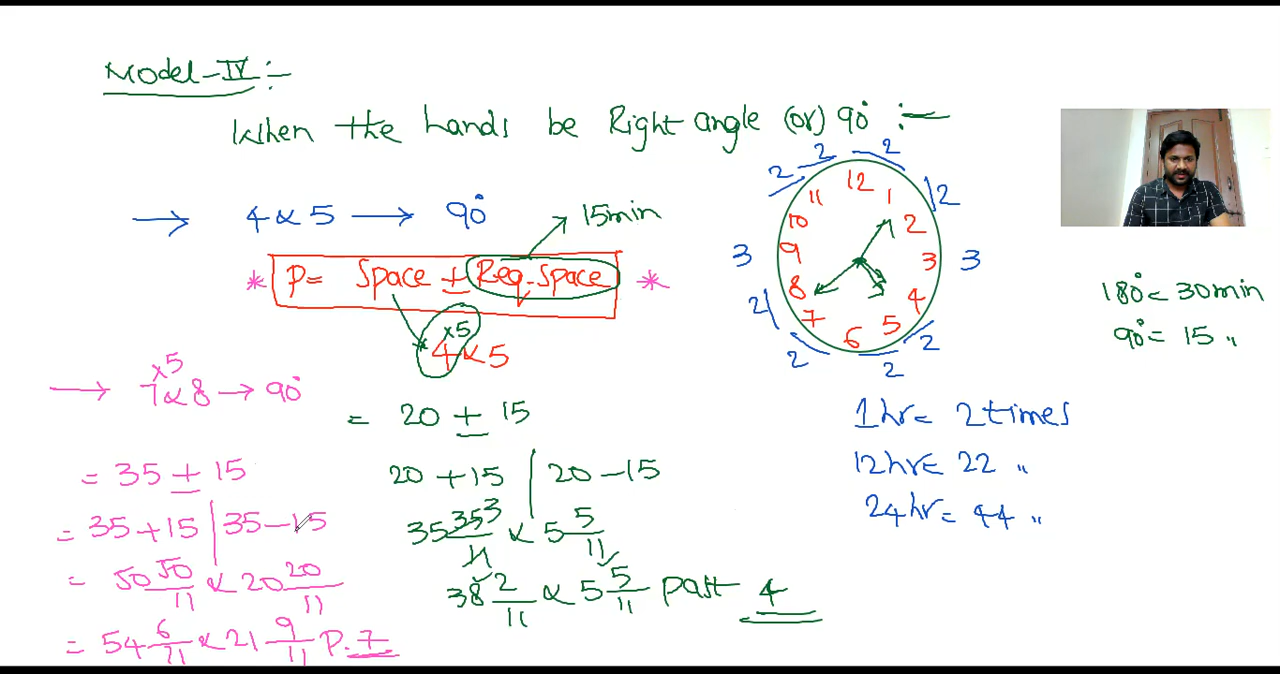 Model-IV :-
When the hands be Right angle (or) 90° :-
→ 4 & 5 → 90° 15min
* P = Space ± Req. Space *
×5
4 & 5
= 20 ± 15
20 + 15 | 20 - 15
35 35 3/11 & 5 5/11
38 2/11 & 5 5/11 past 4
×5
→ 7 & 8 → 90°
= 35 ± 15
= 35 + 15 | 35 - 15
= 50 50/11 & 20 20/11
= 54 6/11 & 21 9/11 P. 7
2 2 2 2 3 3 2 2 2 2
12 1 2 3 4 5 6 7 8 9 10 11
180° = 30min
90° = 15 "
1hr = 2 times
12hr = 22 "
24hr = 44 "